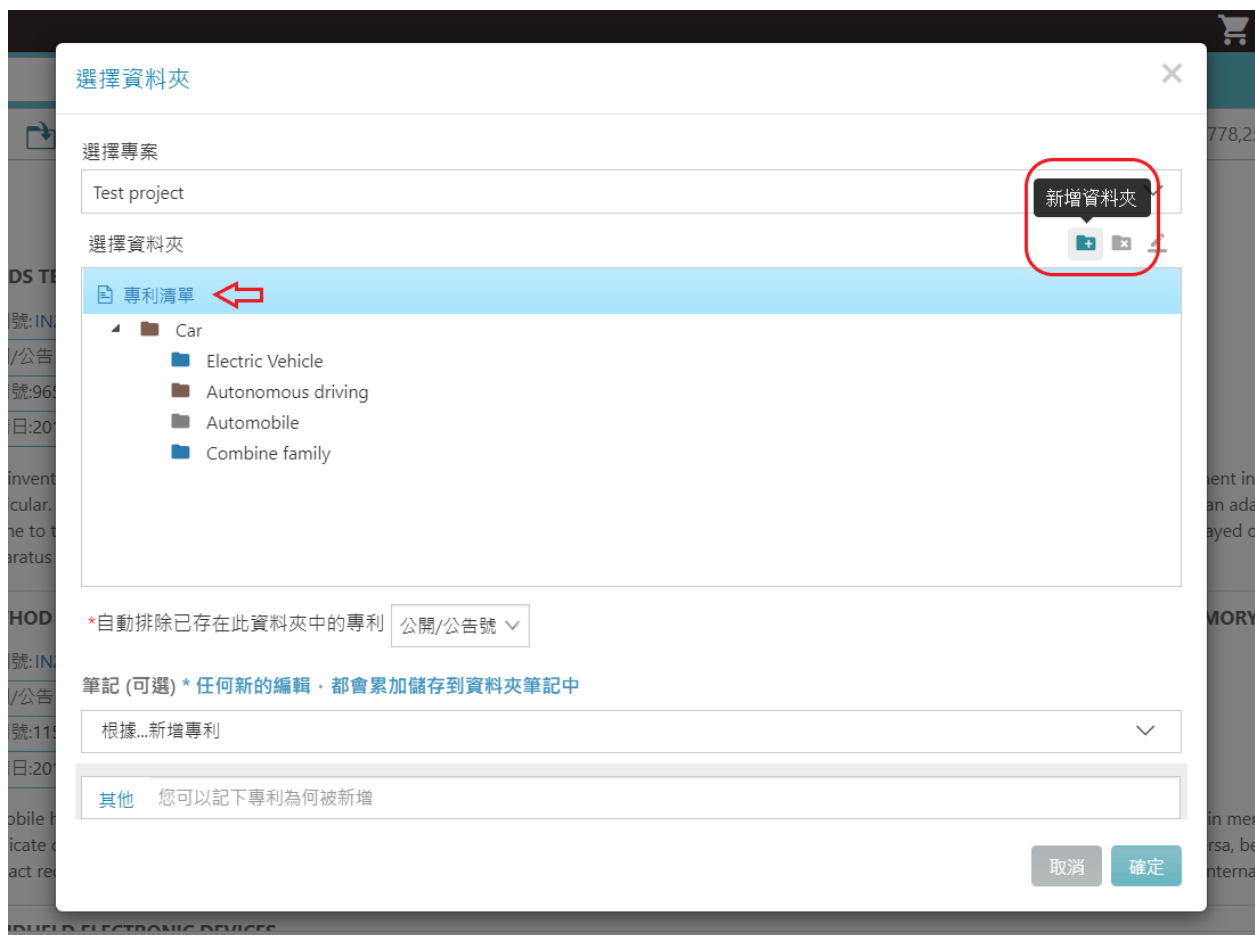 選擇資料夾
778,2
選擇專案
Test project
新增資料夾
選擇資料夾
DS TE
專利清單
號:IN
Car
/公告
Electric Vehicle
號:96
Autonomous driving
日:20
Automobile
Combine family
invent
ent in
cular.
an ada
ne to t
ayed
aratus
HOD
*自動排除已存在此資料夾中的專利
公開/公告號
MORY
號:IN
筆記 (可選) * 任何新的編輯，都會累加儲存到資料夾筆記中
/公告
號:11
根據...新增專利
日:20
其他
您可以記下專利為何被新增
obile h
in mer
icate
rsa, be
act re
nterna
取消
確定
ELECTRONIC DEVICES